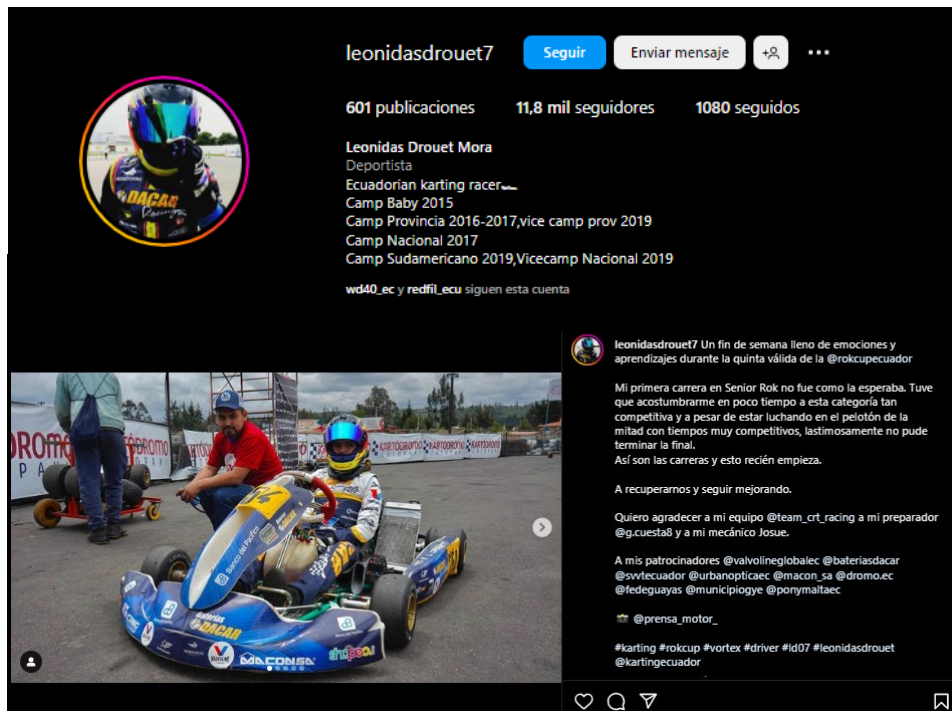 leonidasdrouet7 Seguir Enviar mensaje
601 publicaciones 11,8 mil seguidores 1080 seguidos
Leonidas Drouet Mora
Deportista
Ecuadorian karting racer
Camp Baby 2015
Camp Provincia 2016-2017,vice camp prov 2019
Camp Nacional 2017
Camp Sudamericano 2019,Vicecamp Nacional 2019
wd40_ec y redfil_ecu siguen esta cuenta
DACAR
Racing
leonidasdrouet7 Un fin de semana lleno de emociones y
aprendizajes durante la quinta válida de la @rokcupecuador
Mi primera carrera en Senior Rok no fue como la esperaba. Tuve
que acostumbrarme en poco tiempo a esta categoría tan
competitiva y a pesar de estar luchando en el pelotón de la
mitad con tiempos muy competitivos, lastimosamente no pude
terminar la final.
Así son las carreras y esto recién empieza.
A recuperarnos y seguir mejorando.
Quiero agradecer a mi equipo @team_crt_racing a mi preparador
@g.cuesta8 y a mi mecánico Josue.
A mis patrocinadores @valvolineglobalec @bateriasdacar
@svvtecuador @urbanopticaec @macon_sa @dromo.ec
@fedeguayas @municipiogye @ponymaltaec
@prensa_motor_
#karting #rokcup #vortex #driver #ld07 #leonidasdrouet
@kartingecuador
KARTODROMO
Banco del Pacífico
Baterías
DACAR
VALVOLINE
MACONSA